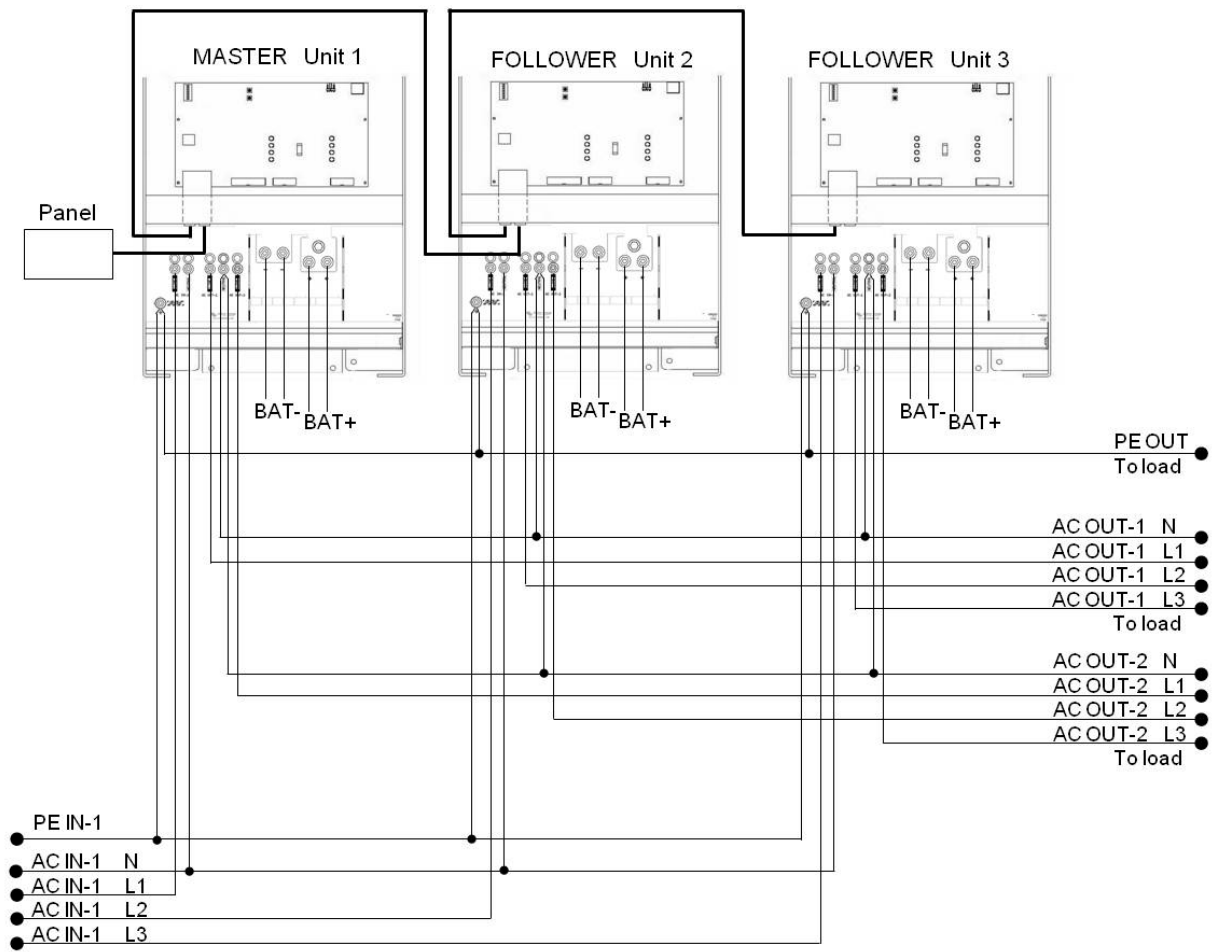 MASTER Unit 1
FOLLOWER Unit 2
FOLLOWER Unit 3
Panel
BAT-
BAT+
BAT-
BAT+
BAT-
BAT+
PE OUT
To load
AC OUT-1 N
AC OUT-1 L1
AC OUT-1 L2
AC OUT-1 L3
To load
AC OUT-2 N
AC OUT-2 L1
AC OUT-2 L2
AC OUT-2 L3
To load
PE IN-1
AC IN-1 N
AC IN-1 L1
AC IN-1 L2
AC IN-1 L3